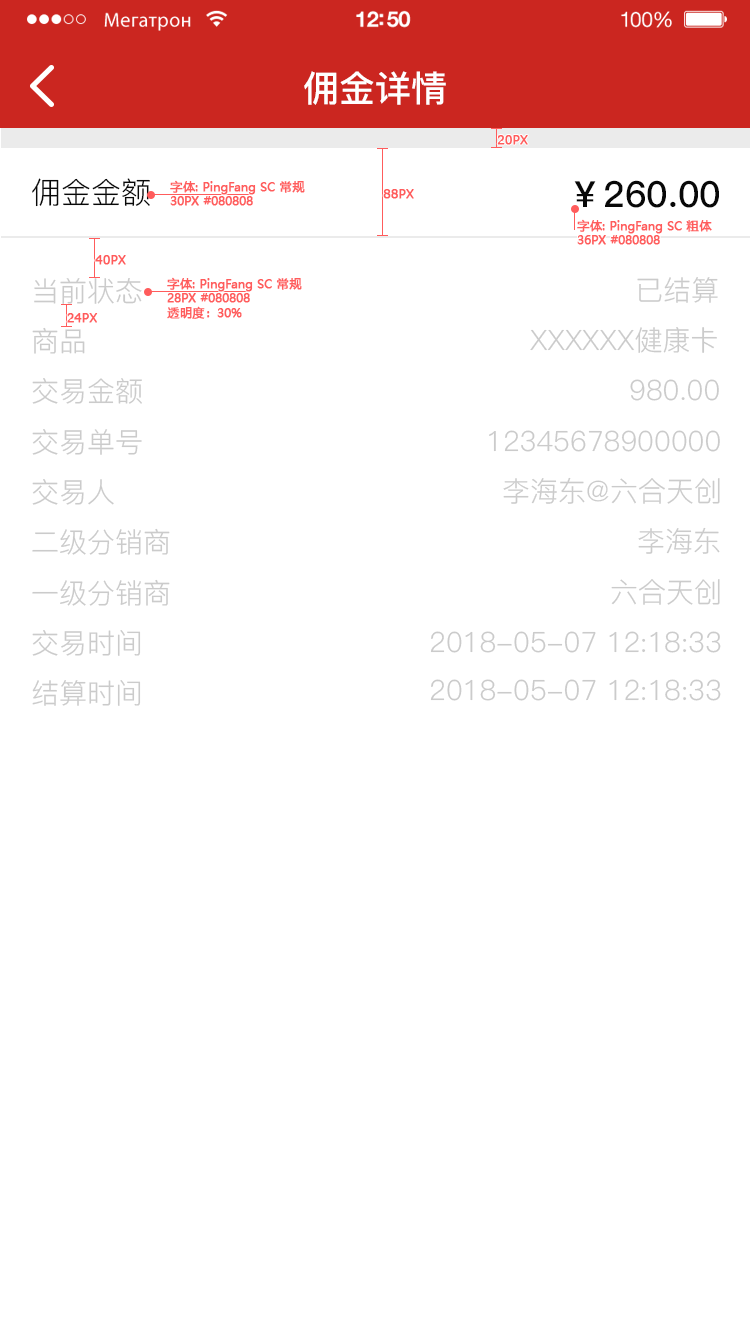 Мегатрон 12:50 100%
佣金详情
20PX
佣金金额
字体: PingFang SC 常规
30PX #080808
88PX
¥ 260.00
字体: PingFang SC 粗体
36PX #080808
40PX
当前状态
字体: PingFang SC 常规
28PX #080808
透明度: 30%
已结算
24PX
商品 XXXXXX健康卡
交易金额 980.00
交易单号 12345678900000
交易人 李海东@六合天创
二级分销商 李海东
一级分销商 六合天创
交易时间 2018-05-07 12:18:33
结算时间 2018-05-07 12:18:33